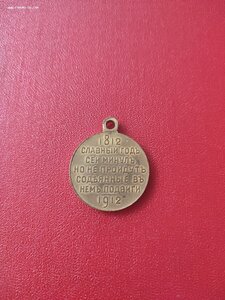 1812
СЛАВНЫЙ ГОДЪ
СЕЙ МИНУЛЪ,
НО НЕ ПРОЙДУТЪ
СОДѢЯННЫЕ ВЪ
НЕМЪ ПОДВИГИ
1912